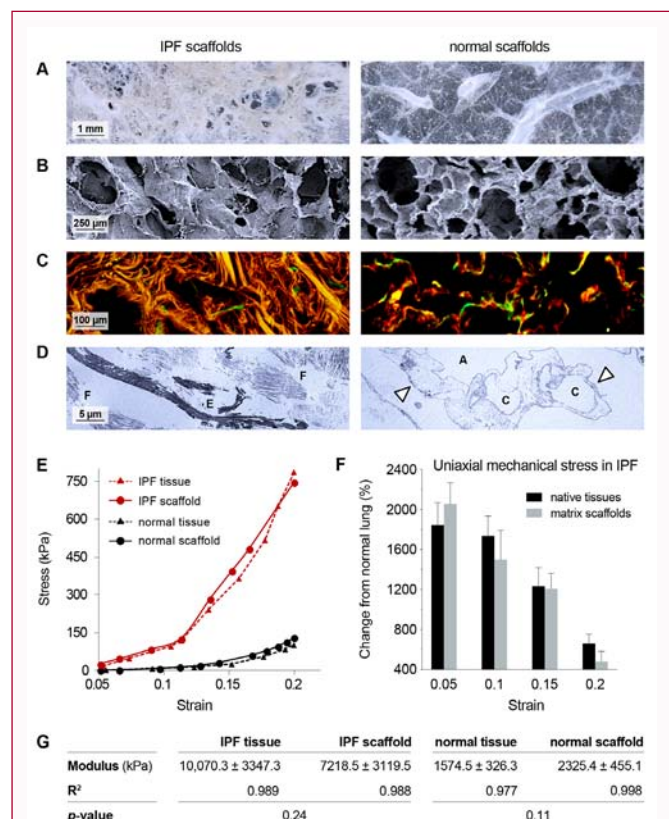 IPF scaffolds normal scaffolds
A
1 mm
B
250 µm
C
100 µm
D
F
E
F
5 µm
A
C
C
E
IPF tissue
IPF scaffold
normal tissue
normal scaffold
Stress (kPa)
750
600
450
300
150
0
0.05 0.1 0.15 0.2
Strain
F
Uniaxial mechanical stress in IPF
native tissues
matrix scaffolds
Change from normal lung (%)
2400
2000
1600
1200
800
400
0.05 0.1 0.15 0.2
Strain
G
IPF tissue IPF scaffold normal tissue normal scaffold
Modulus (kPa) 10,070.3 ± 3347.3 7218.5 ± 3119.5 1574.5 ± 326.3 2325.4 ± 455.1
R² 0.989 0.988 0.977 0.998
p-value 0.24 0.11